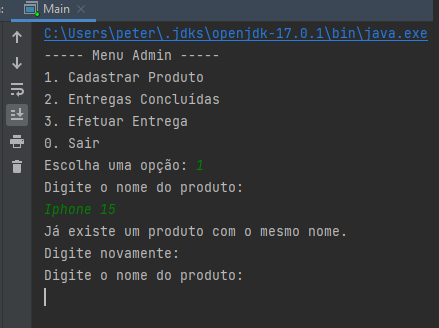 Main
C:\Users\peter\.jdks\openjdk-17.0.1\bin\java.exe
----- Menu Admin -----
1. Cadastrar Produto
2. Entregas Concluídas
3. Efetuar Entrega
0. Sair
Escolha uma opção: 1
Digite o nome do produto:
Iphone 15
Já existe um produto com o mesmo nome.
Digite novamente:
Digite o nome do produto: